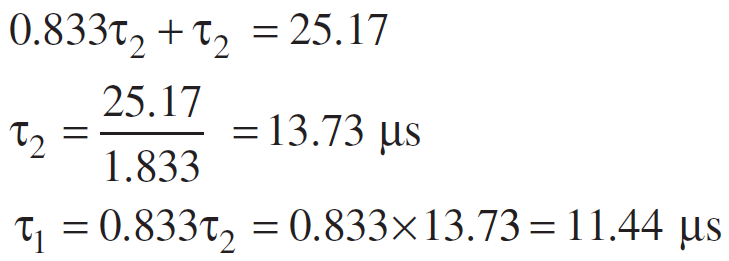 0.833τ₂ + τ₂ = 25.17
τ₂ = 25.17/1.833 = 13.73 μs
τ₁ = 0.833τ₂ = 0.833×13.73 = 11.44 μs